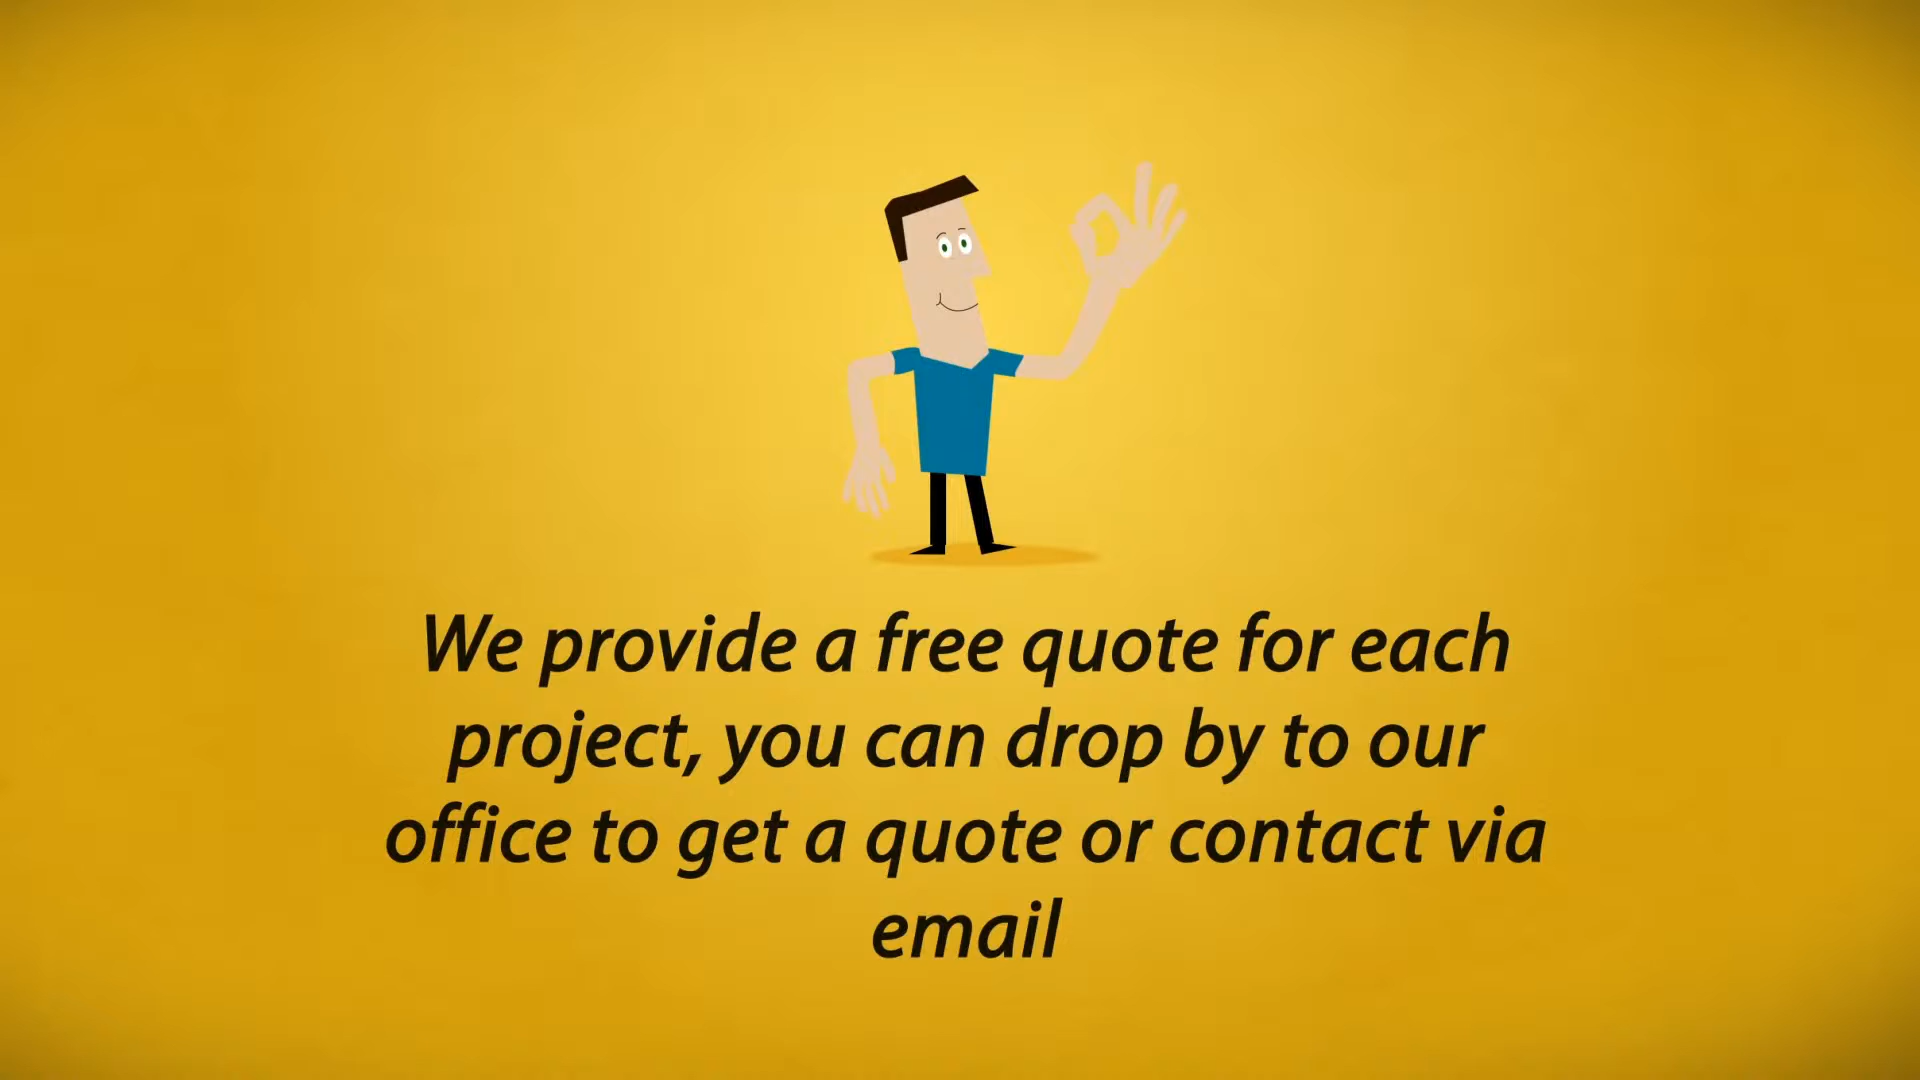 We provide a free quote for each
project, you can drop by to our
office to get a quote or contact via
email